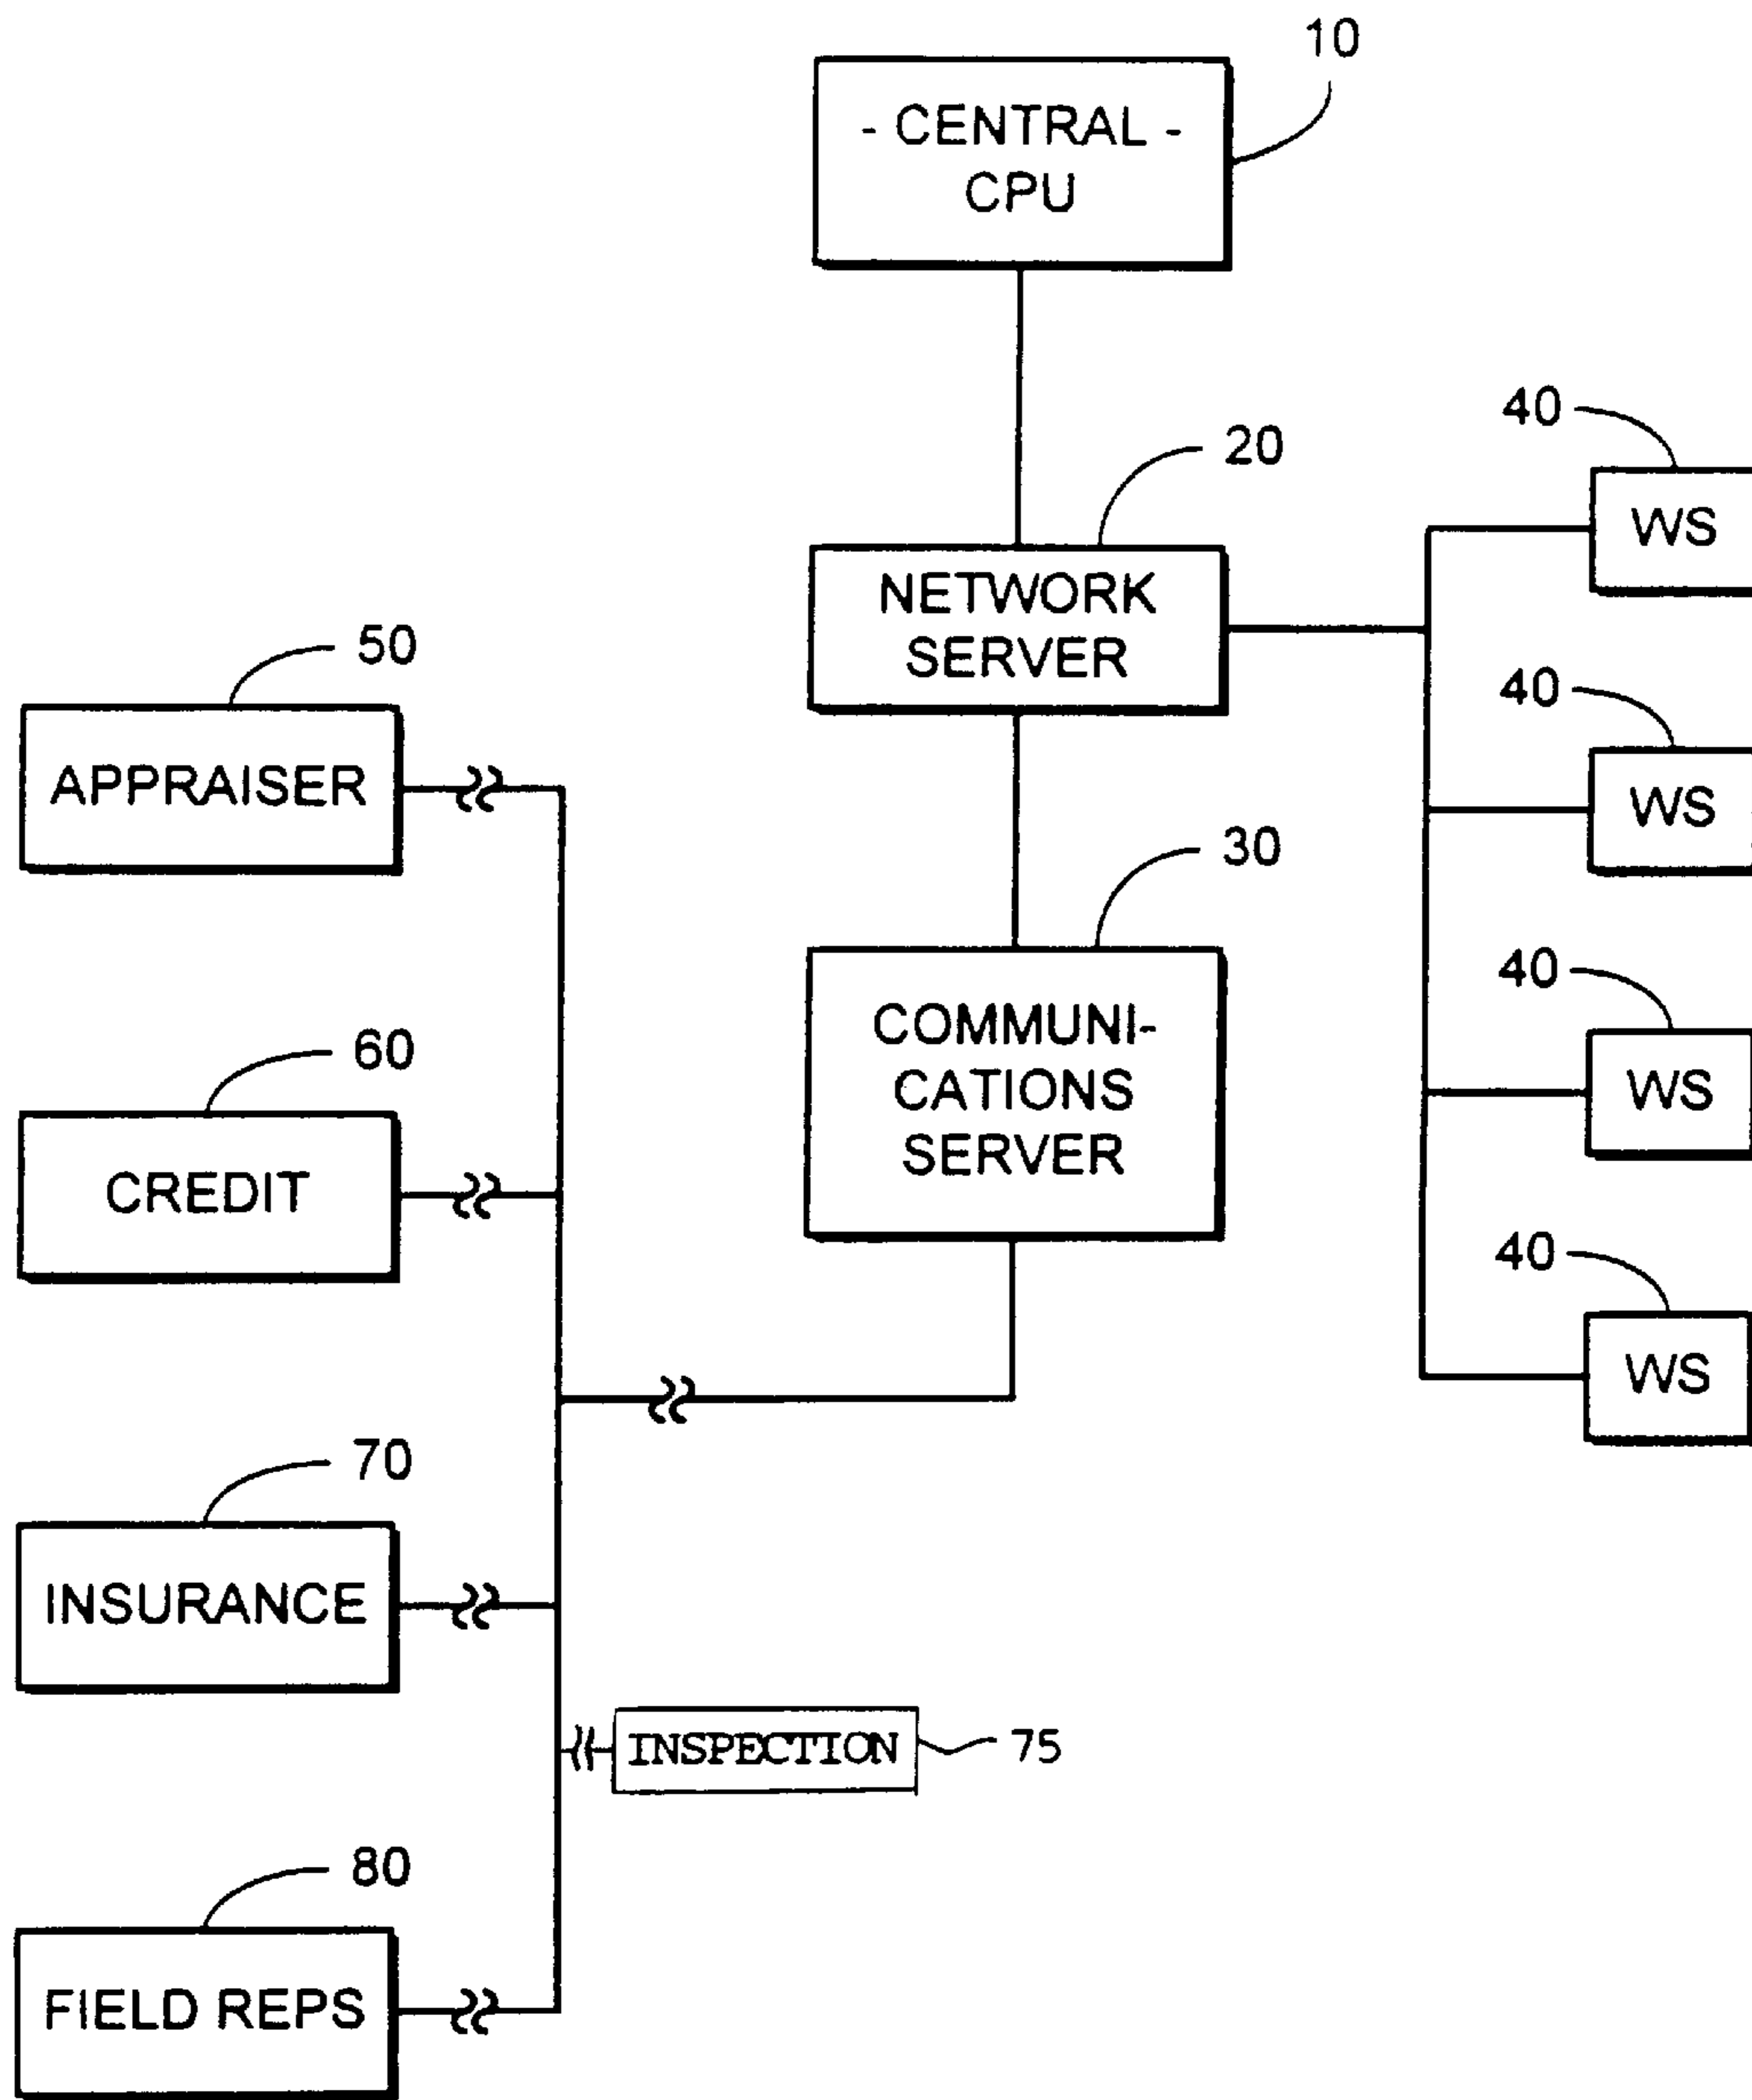 10
- CENTRAL -
CPU
20
NETWORK
SERVER
40
WS
40
WS
40
WS
40
WS
30
COMMUNI-
CATIONS
SERVER
50
APPRAISER
60
CREDIT
70
INSURANCE
INSPECTION
75
80
FIELD REPS